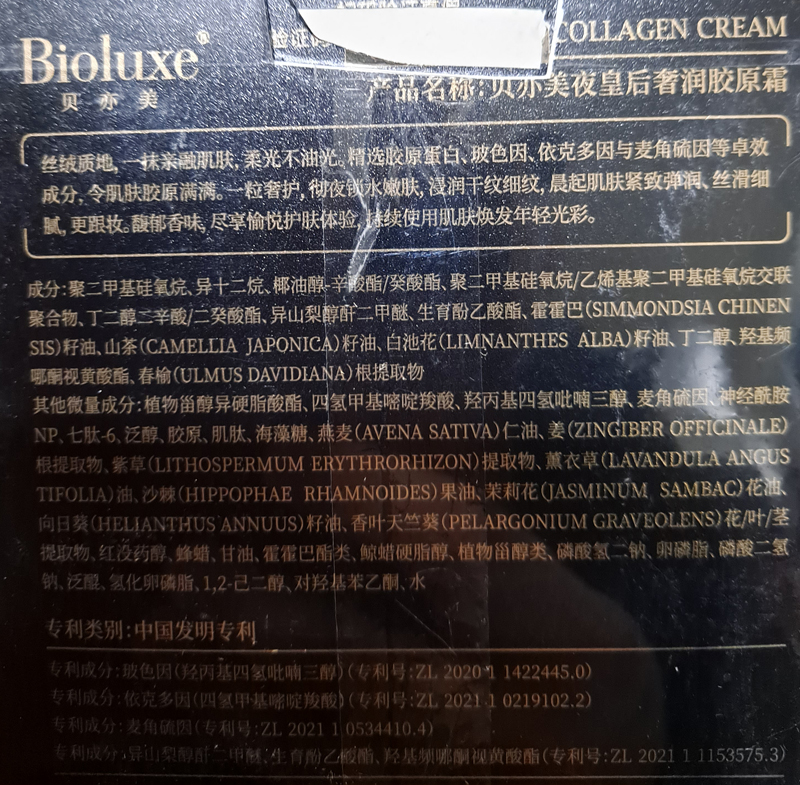 Bioluxe®
贝亦美
验证
COLLAGEN CREAM
产品名称:贝亦美夜皇后奢润胶原霜
丝绒质地,一抹亲融肌肤,柔光不油光。精选胶原蛋白、玻色因、依克多因与麦角硫因等卓效
成分,令肌肤胶原满满。一粒奢护,彻夜锁水嫩肤,浸润干纹细纹,晨起肌肤紧致弹润、丝滑细
腻,更跟妆。馥郁香味,尽享愉悦护肤体验,持续使用肌肤焕发年轻光彩。
成分:聚二甲基硅氧烷、异十二烷、椰油醇-辛酸酯/癸酸酯、聚二甲基硅氧烷/乙烯基聚二甲基硅氧烷交联
聚合物、丁二醇二辛酸/二癸酸酯、异山梨醇酐二甲醚、生育酚乙酸酯、霍霍巴(SIMMONDSIA CHINEN
SIS)籽油、山茶(CAMELLIA JAPONICA)籽油、白池花(LIMNANTHES ALBA)籽油、丁二醇、羟基频
哪酮视黄酸酯、春榆(ULMUS DAVIDIANA)根提取物
其他微量成分:植物甾醇异硬脂酸酯、四氢甲基嘧啶羧酸、羟丙基四氢吡喃三醇、麦角硫因、神经酰胺
NP、七肽-6、泛醇、胶原、肌肽、海藻糖、燕麦(AVENA SATIVA)仁油、姜(ZINGIBER OFFICINALE)
根提取物、紫草(LITHOSPERMUM ERYTHRORHIZON)提取物、薰衣草(LAVANDULA ANGUS
TIFOLIA)油、沙棘(HIPPOPHAE RHAMNOIDES)果油、茉莉花(JASMINUM SAMBAC)花油、
向日葵(HELIANTHUS ANNUUS)籽油、香叶天竺葵(PELARGONIUM GRAVEOLENS)花/叶/茎
提取物、红没药醇、蜂蜡、甘油、霍霍巴酯类、鲸蜡硬脂醇、植物甾醇类、磷酸氢二钠、卵磷脂、磷酸二氢
钠、泛醌、氢化卵磷脂、1,2-己二醇、对羟基苯乙酮、水
专利类别:中国发明专利
专利成分:玻色因(羟丙基四氢吡喃三醇)(专利号:ZL 2020 1 1422445.0)
专利成分:依克多因(四氢甲基嘧啶羧酸)(专利号:ZL 2021 1 0219102.2)
专利成分:麦角硫因(专利号:ZL 2021 1 0534410.4)
专利成分:异山梨醇酐二甲醚、生育酚乙酸酯、羟基频哪酮视黄酸酯(专利号:ZL 2021 1 1153575.3)